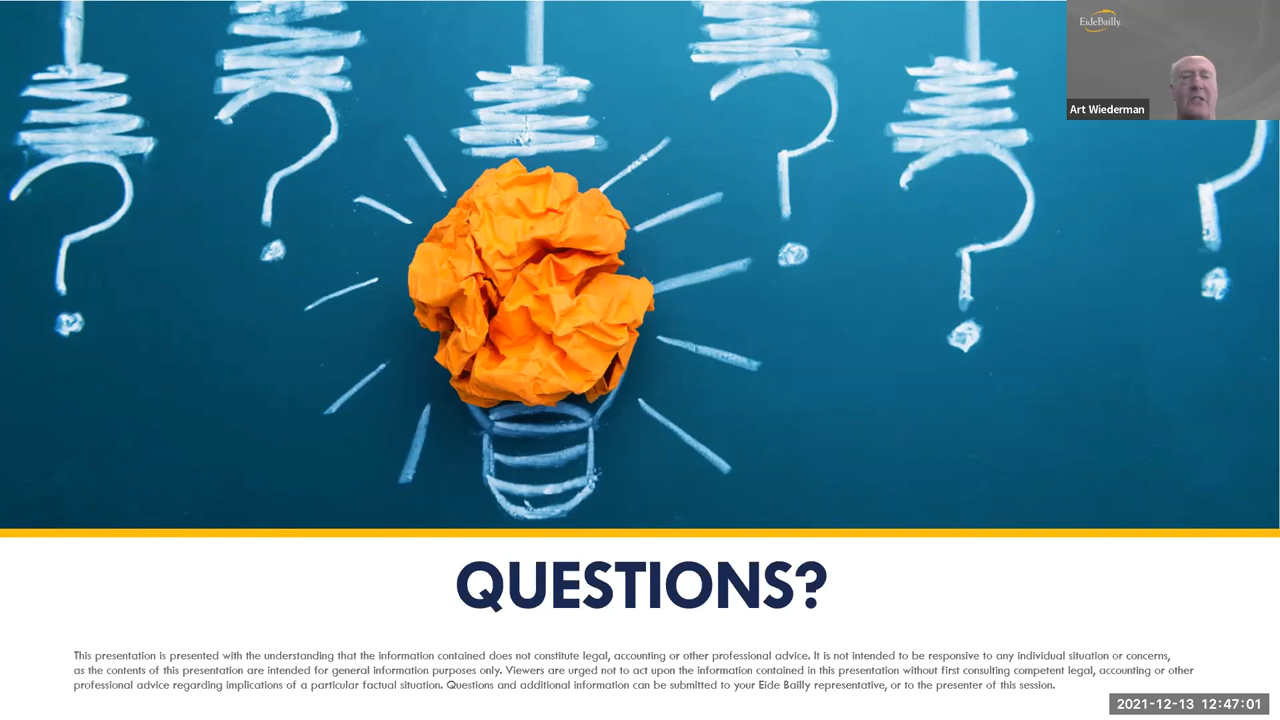 EideBailly
Art Wiederman
QUESTIONS?
This presentation is presented with the understanding that the information contained does not constitute legal, accounting or other professional advice. It is not intended to be responsive to any individual situation or concerns,
as the contents of this presentation are intended for general information purposes only. Viewers are urged not to act upon the information contained in this presentation without first consulting competent legal, accounting or other
professional advice regarding implications of a particular factual situation. Questions and additional information can be submitted to your Eide Bailly representative, or to the presenter of this session.
2021-12-13 12:47:01